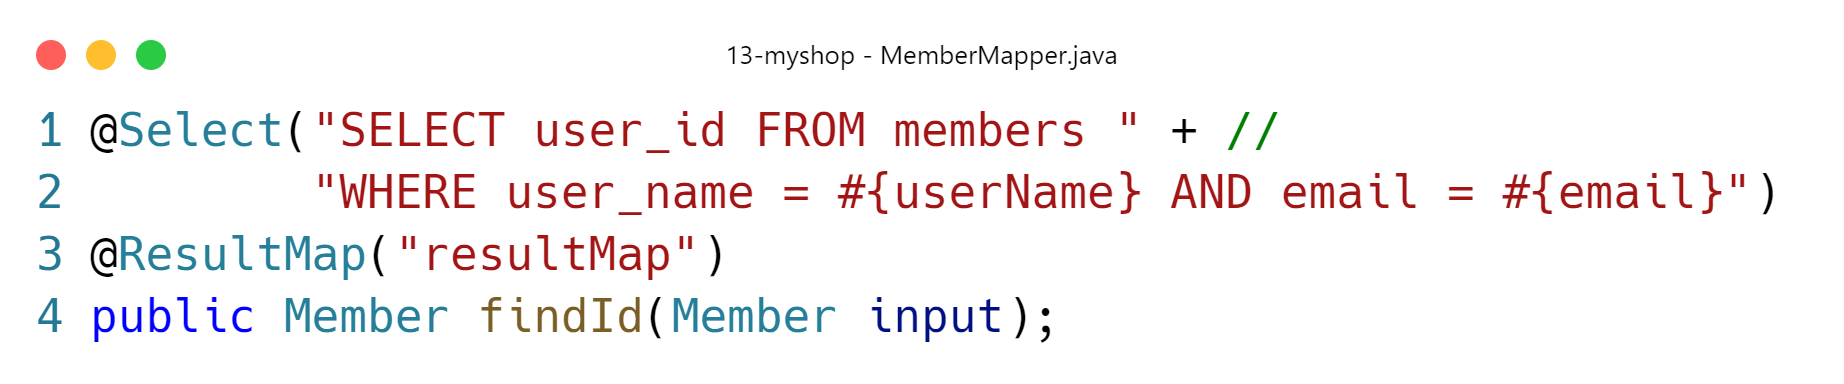 13-myshop - MemberMapper.java
1 @Select("SELECT user_id FROM members " + //
2         "WHERE user_name = #{userName} AND email = #{email}")
3 @ResultMap("resultMap")
4 public Member findId(Member input);